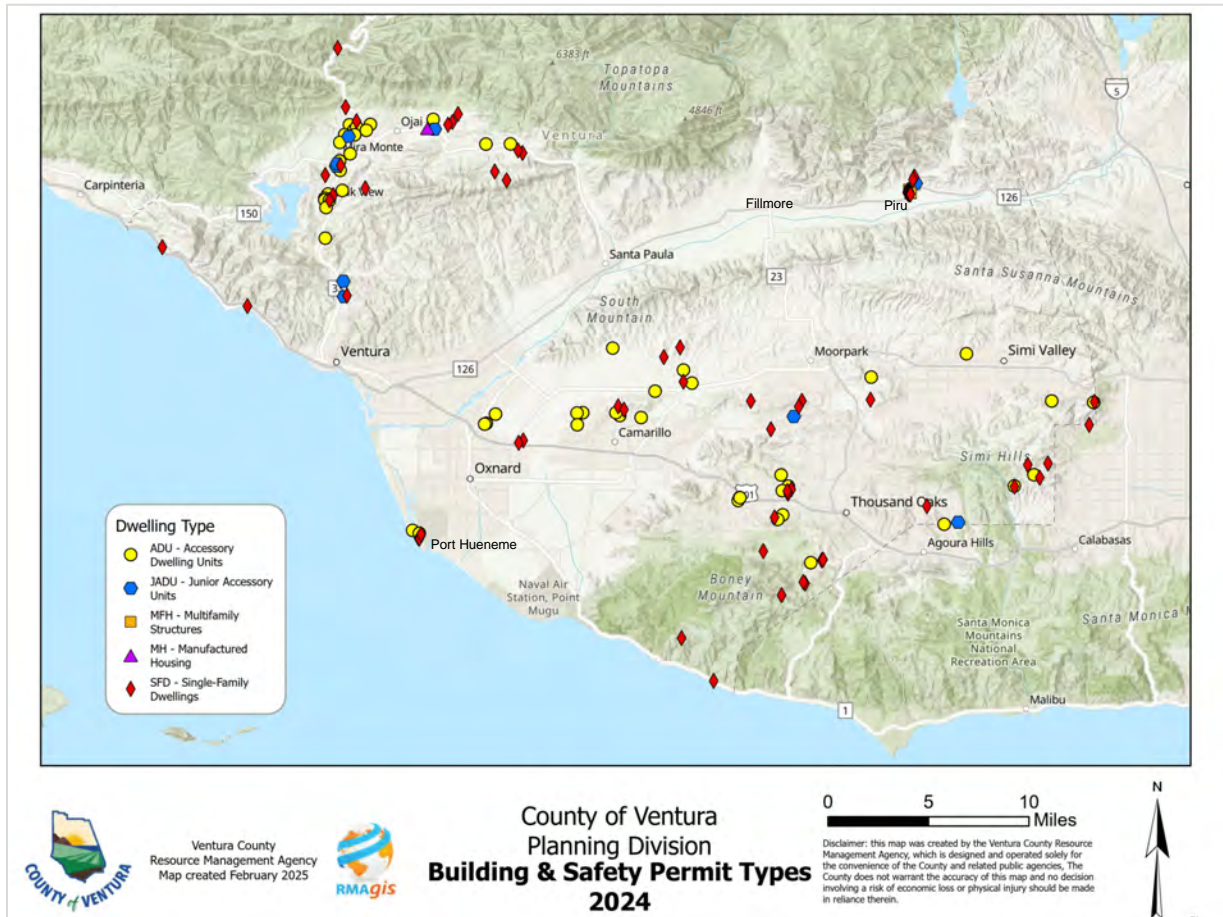 6383 ft
Topatopa
Mountains
5
4846 ft
Ojai
Ventura
ira Monte
Carpinteria
k View
150
Fillmore
Piru
126
Santa Paula
23
Santa Susanna Mountains
South
Mountain
Ventura
126
Moorpark
Simi Valley
Camarillo
Simi Hills
Oxnard
Thousand Oaks
Port Hueneme
Agoura Hills
Calabasas
Naval Air
Station, Point
Mugu
Boney
Mountain
Santa Monica
Mountains
National
Recreation Area
Santa Monica M
1
Malibu
Dwelling Type
ADU - Accessory
Dwelling Units
JADU - Junior Accessory
Units
MFH - Multifamily
Structures
MH - Manufactured
Housing
SFD - Single-Family
Dwellings
COUNTY of VENTURA
Ventura County
Resource Management Agency
Map created February 2025
RMAgis
County of Ventura
Planning Division
Building & Safety Permit Types
2024
0 5 10
Miles
Disclaimer: this map was created by the Ventura County Resource
Management Agency, which is designed and operated solely for
the convenience of the County and related public agencies, The
County does not warrant the accuracy of this map and no decision
involving a risk of economic loss or physical injury should be made
in reliance therein.
N